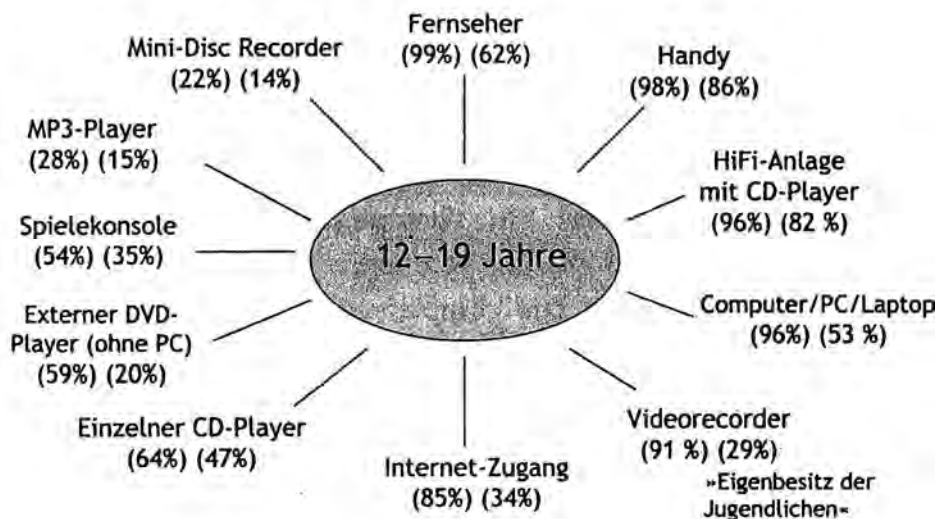 Fernseher
(99%) (62%)
Mini-Disc Recorder
(22%) (14%)
Handy
(98%) (86%)
MP3-Player
(28%) (15%)
HiFi-Anlage
mit CD-Player
(96%) (82 %)
Spielekonsole
(54%) (35%)
12–19 Jahre
Externer DVD-
Player (ohne PC)
(59%) (20%)
Computer/PC/Laptop
(96%) (53 %)
Einzelner CD-Player
(64%) (47%)
Internet-Zugang
(85%) (34%)
Videorecorder
(91 %) (29%)
»Eigenbesitz der
Jugendlichen«